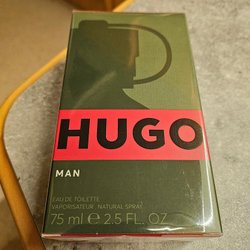 HUGO
MAN
EAU DE TOILETTE
VAPORISATEUR NATURAL SPRAY
75 ml ℮ 2.5 FL. OZ.